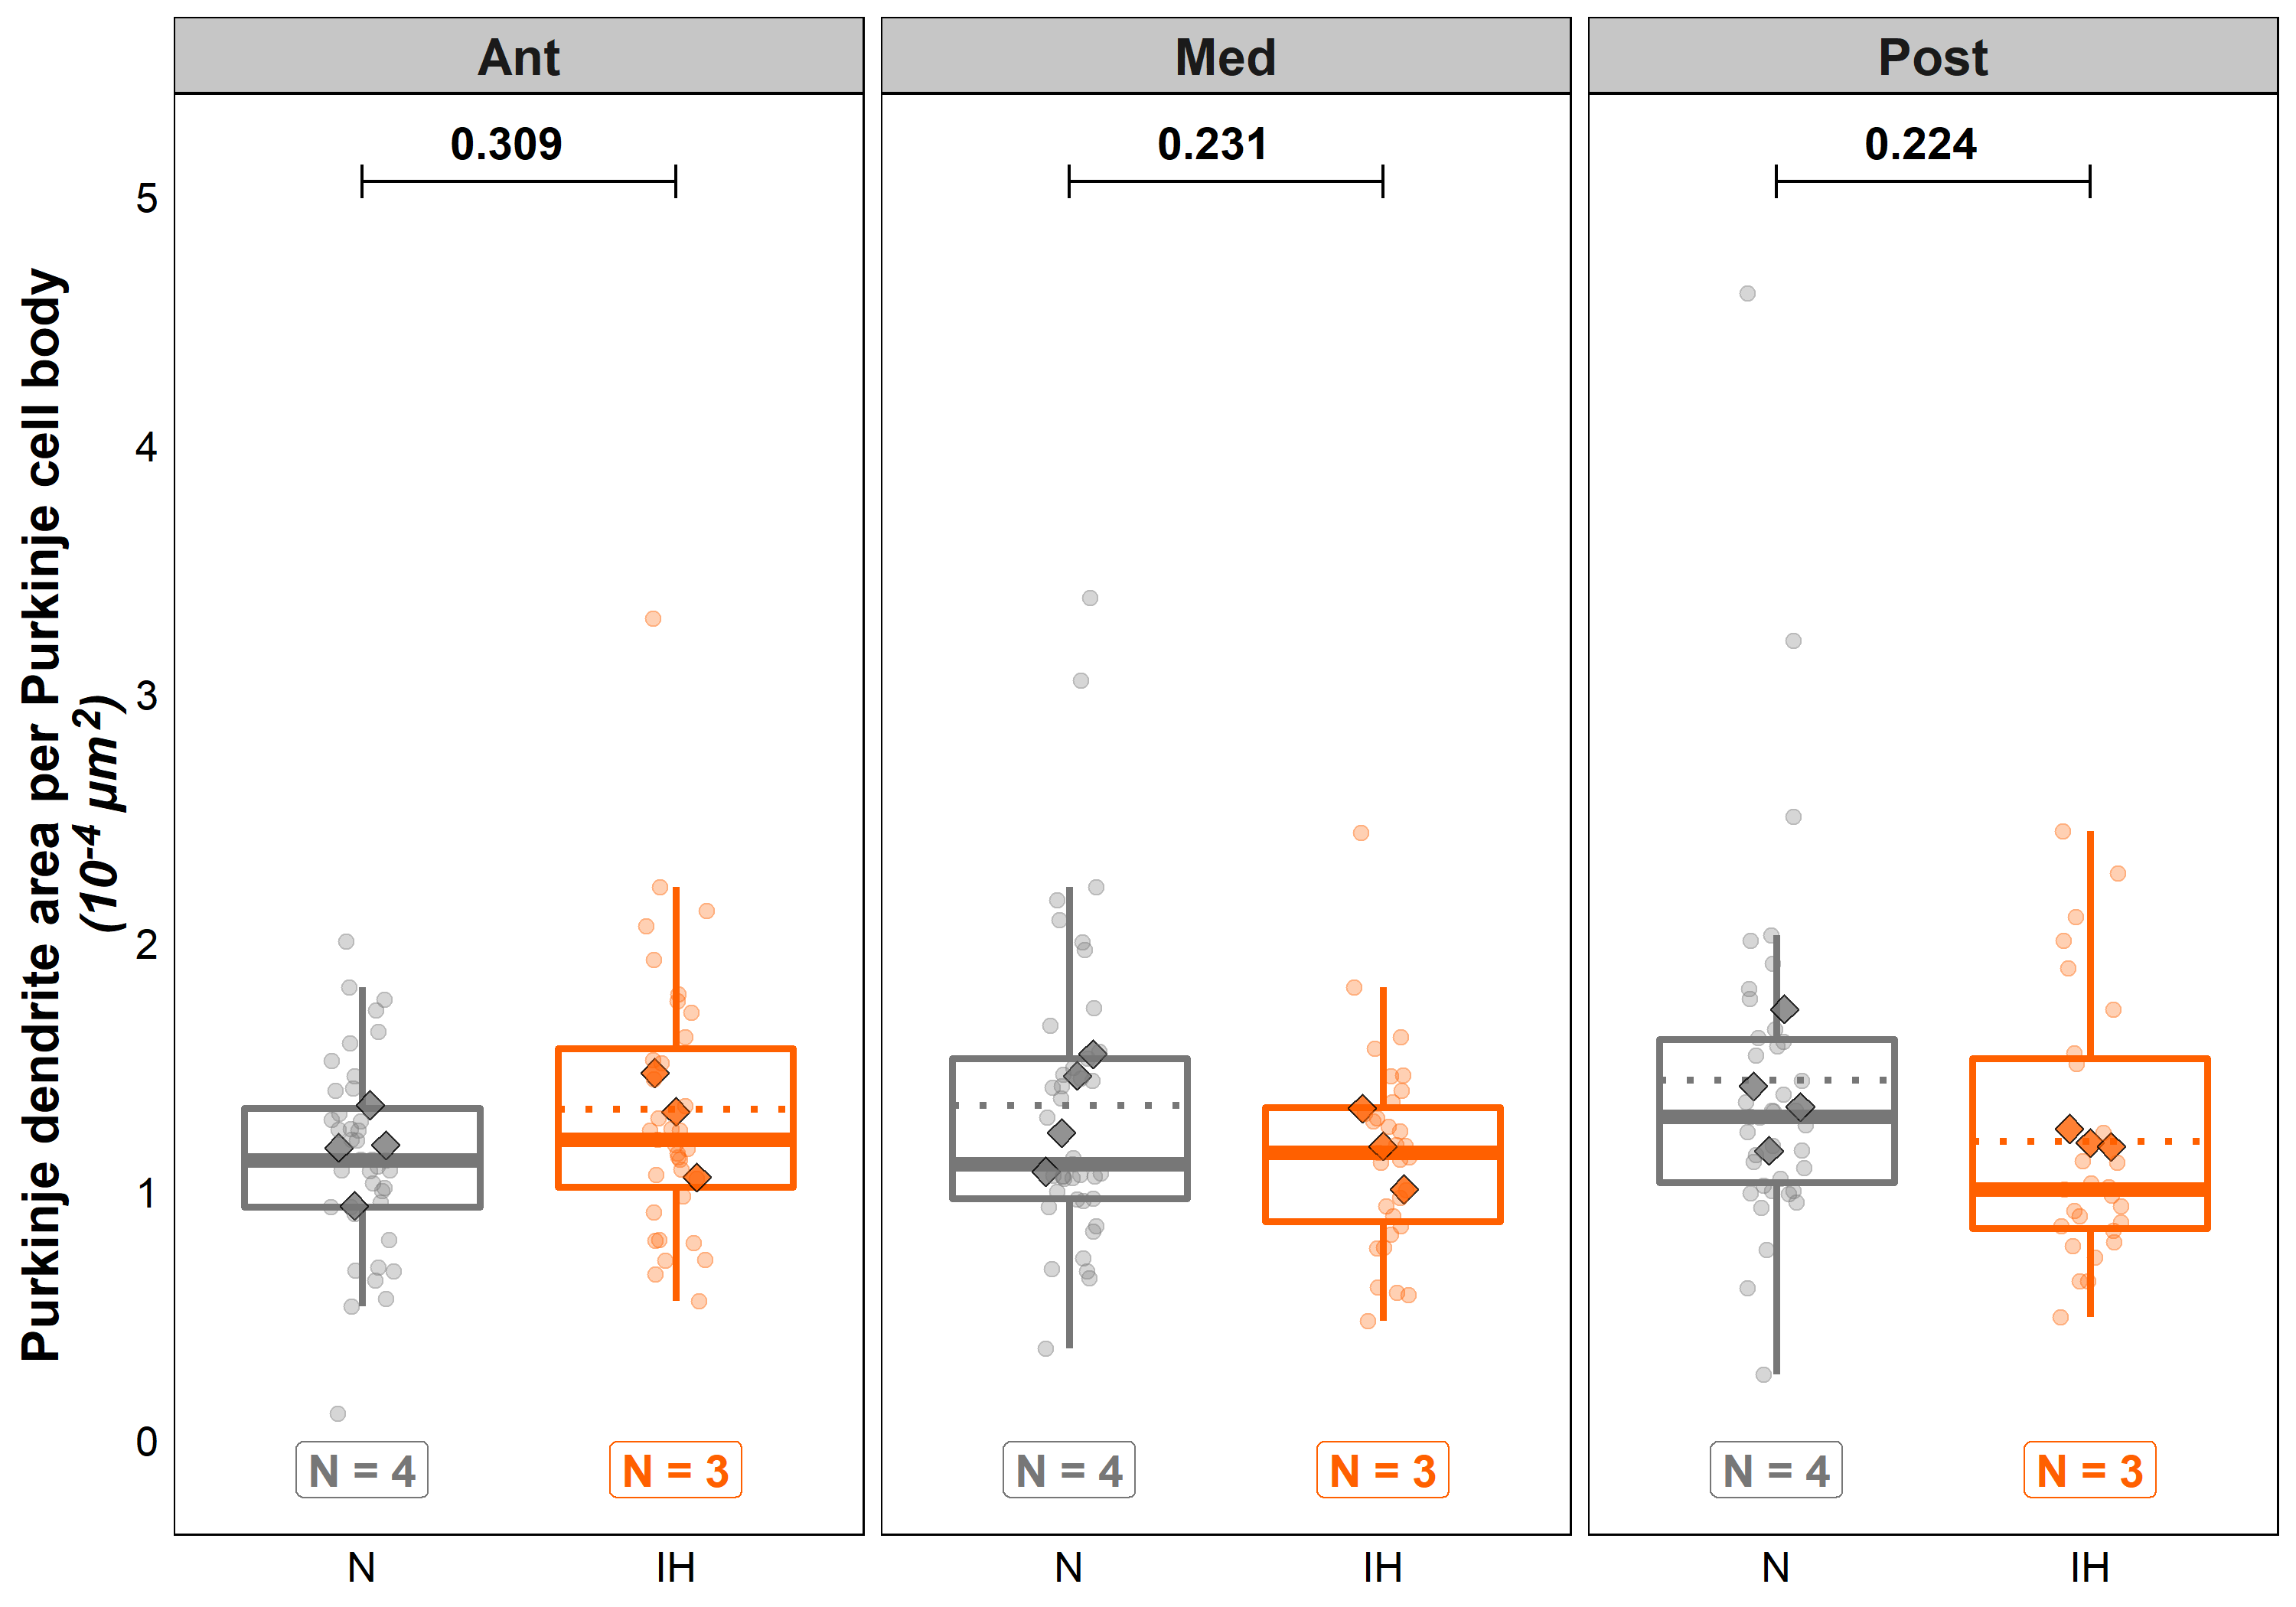 Ant
Med
Post
0.309
0.231
0.224
Purkinje dendrite area per Purkinje cell body
(10⁻⁴ µm²)
5
4
3
2
1
0
N = 4
N = 3
N = 4
N = 3
N = 4
N = 3
N
IH
N
IH
N
IH